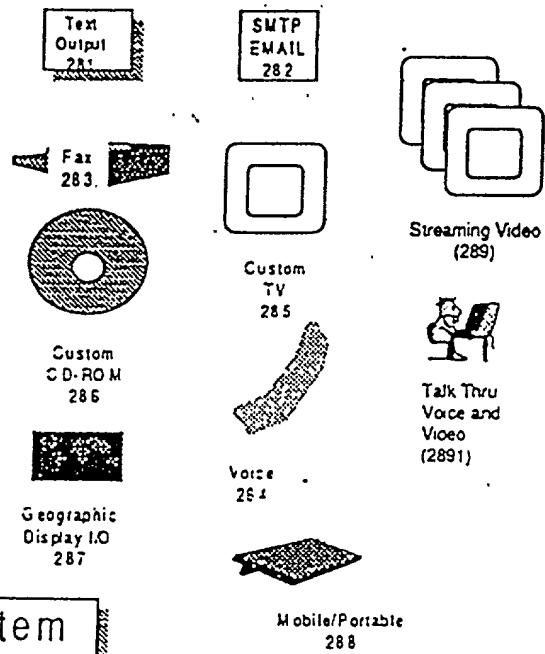 Text
Output
281
SMTP
EMAIL
282
Fax
283.
Streaming Video
(289)
Custom
TV
285
Custom
CD-ROM
286
Talk Thru
Voice and
Video
(2891)
Voice
284
Geographic
Display I.O
287
Mobile/Portable
288
tem